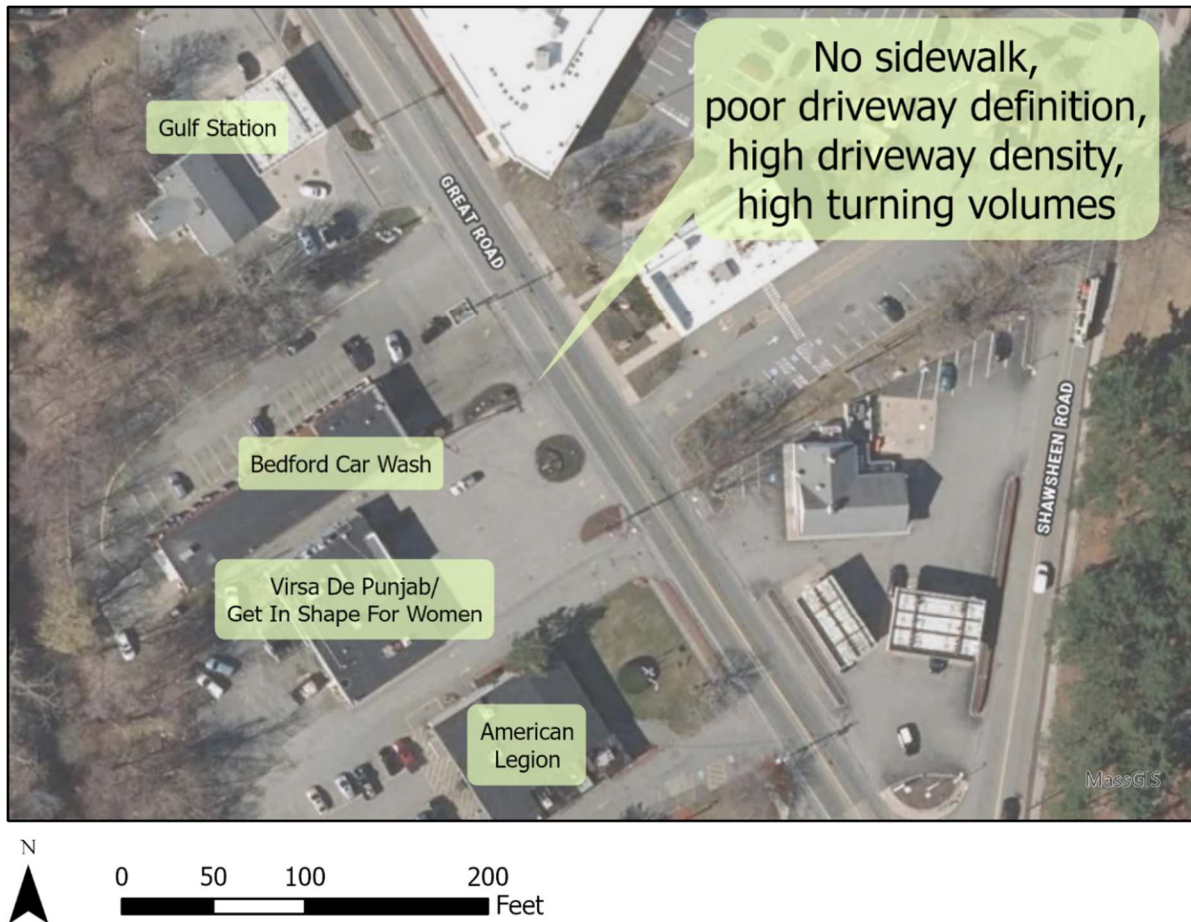 No sidewalk,
poor driveway definition,
high driveway density,
high turning volumes
Gulf Station
GREAT ROAD
SHAWSHEEN ROAD
Bedford Car Wash
Virsa De Punjab/
Get In Shape For Women
American
Legion
MassGIS
N
0 50 100 200
Feet